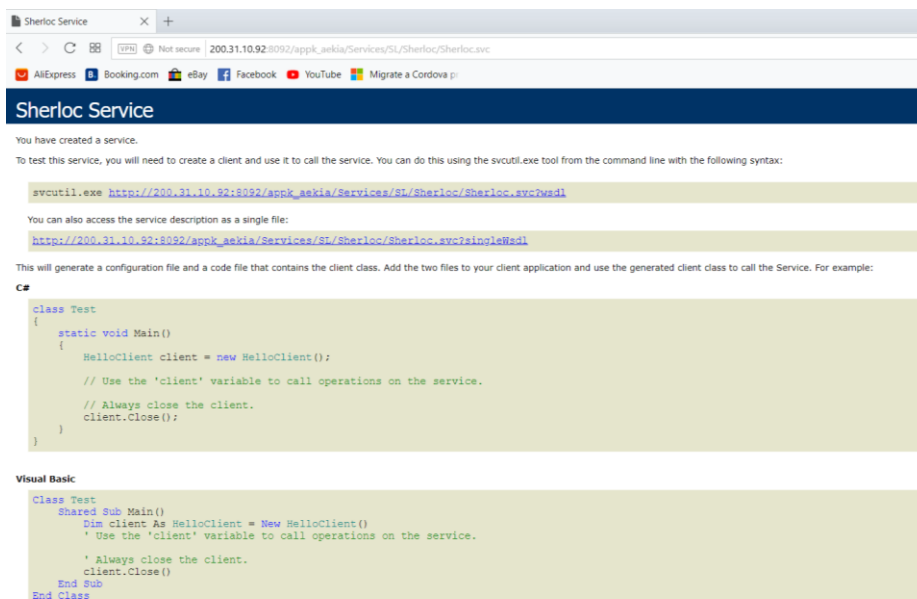 Sherloc Service
VPN Not secure 200.31.10.92:8092/appk_aekia/Services/SL/Sherloc/Sherloc.svc
AliExpress B. Booking.com eBay Facebook YouTube Migrate a Cordova pr
Sherloc Service
You have created a service.
To test this service, you will need to create a client and use it to call the service. You can do this using the svcutil.exe tool from the command line with the following syntax:
svcutil.exe http://200.31.10.92:8092/appk_aekia/Services/SL/Sherloc/Sherloc.svc?wsdl
You can also access the service description as a single file:
http://200.31.10.92:8092/appk_aekia/Services/SL/Sherloc/Sherloc.svc?singleWsdl
This will generate a configuration file and a code file that contains the client class. Add the two files to your client application and use the generated client class to call the Service. For example:
C#
class Test
{
static void Main()
{
HelloClient client = new HelloClient();
// Use the 'client' variable to call operations on the service.
// Always close the client.
client.Close();
}
}
Visual Basic
Class Test
Shared Sub Main()
Dim client As HelloClient = New HelloClient()
' Use the 'client' variable to call operations on the service.
' Always close the client.
client.Close()
End Sub
End Class